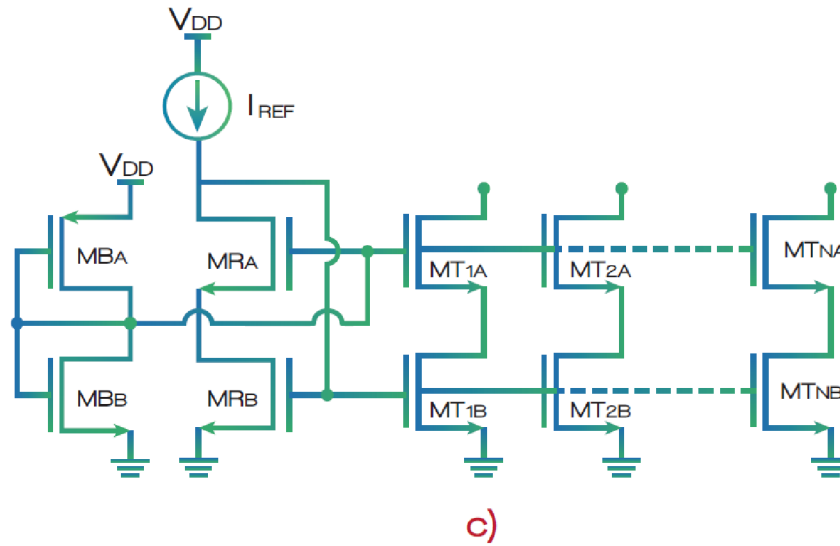 VDD
IREF
VDD
MBA
MRA
MT1A
MT2A
MTNA
MBB
MRB
MT1B
MT2B
MTNB
c)